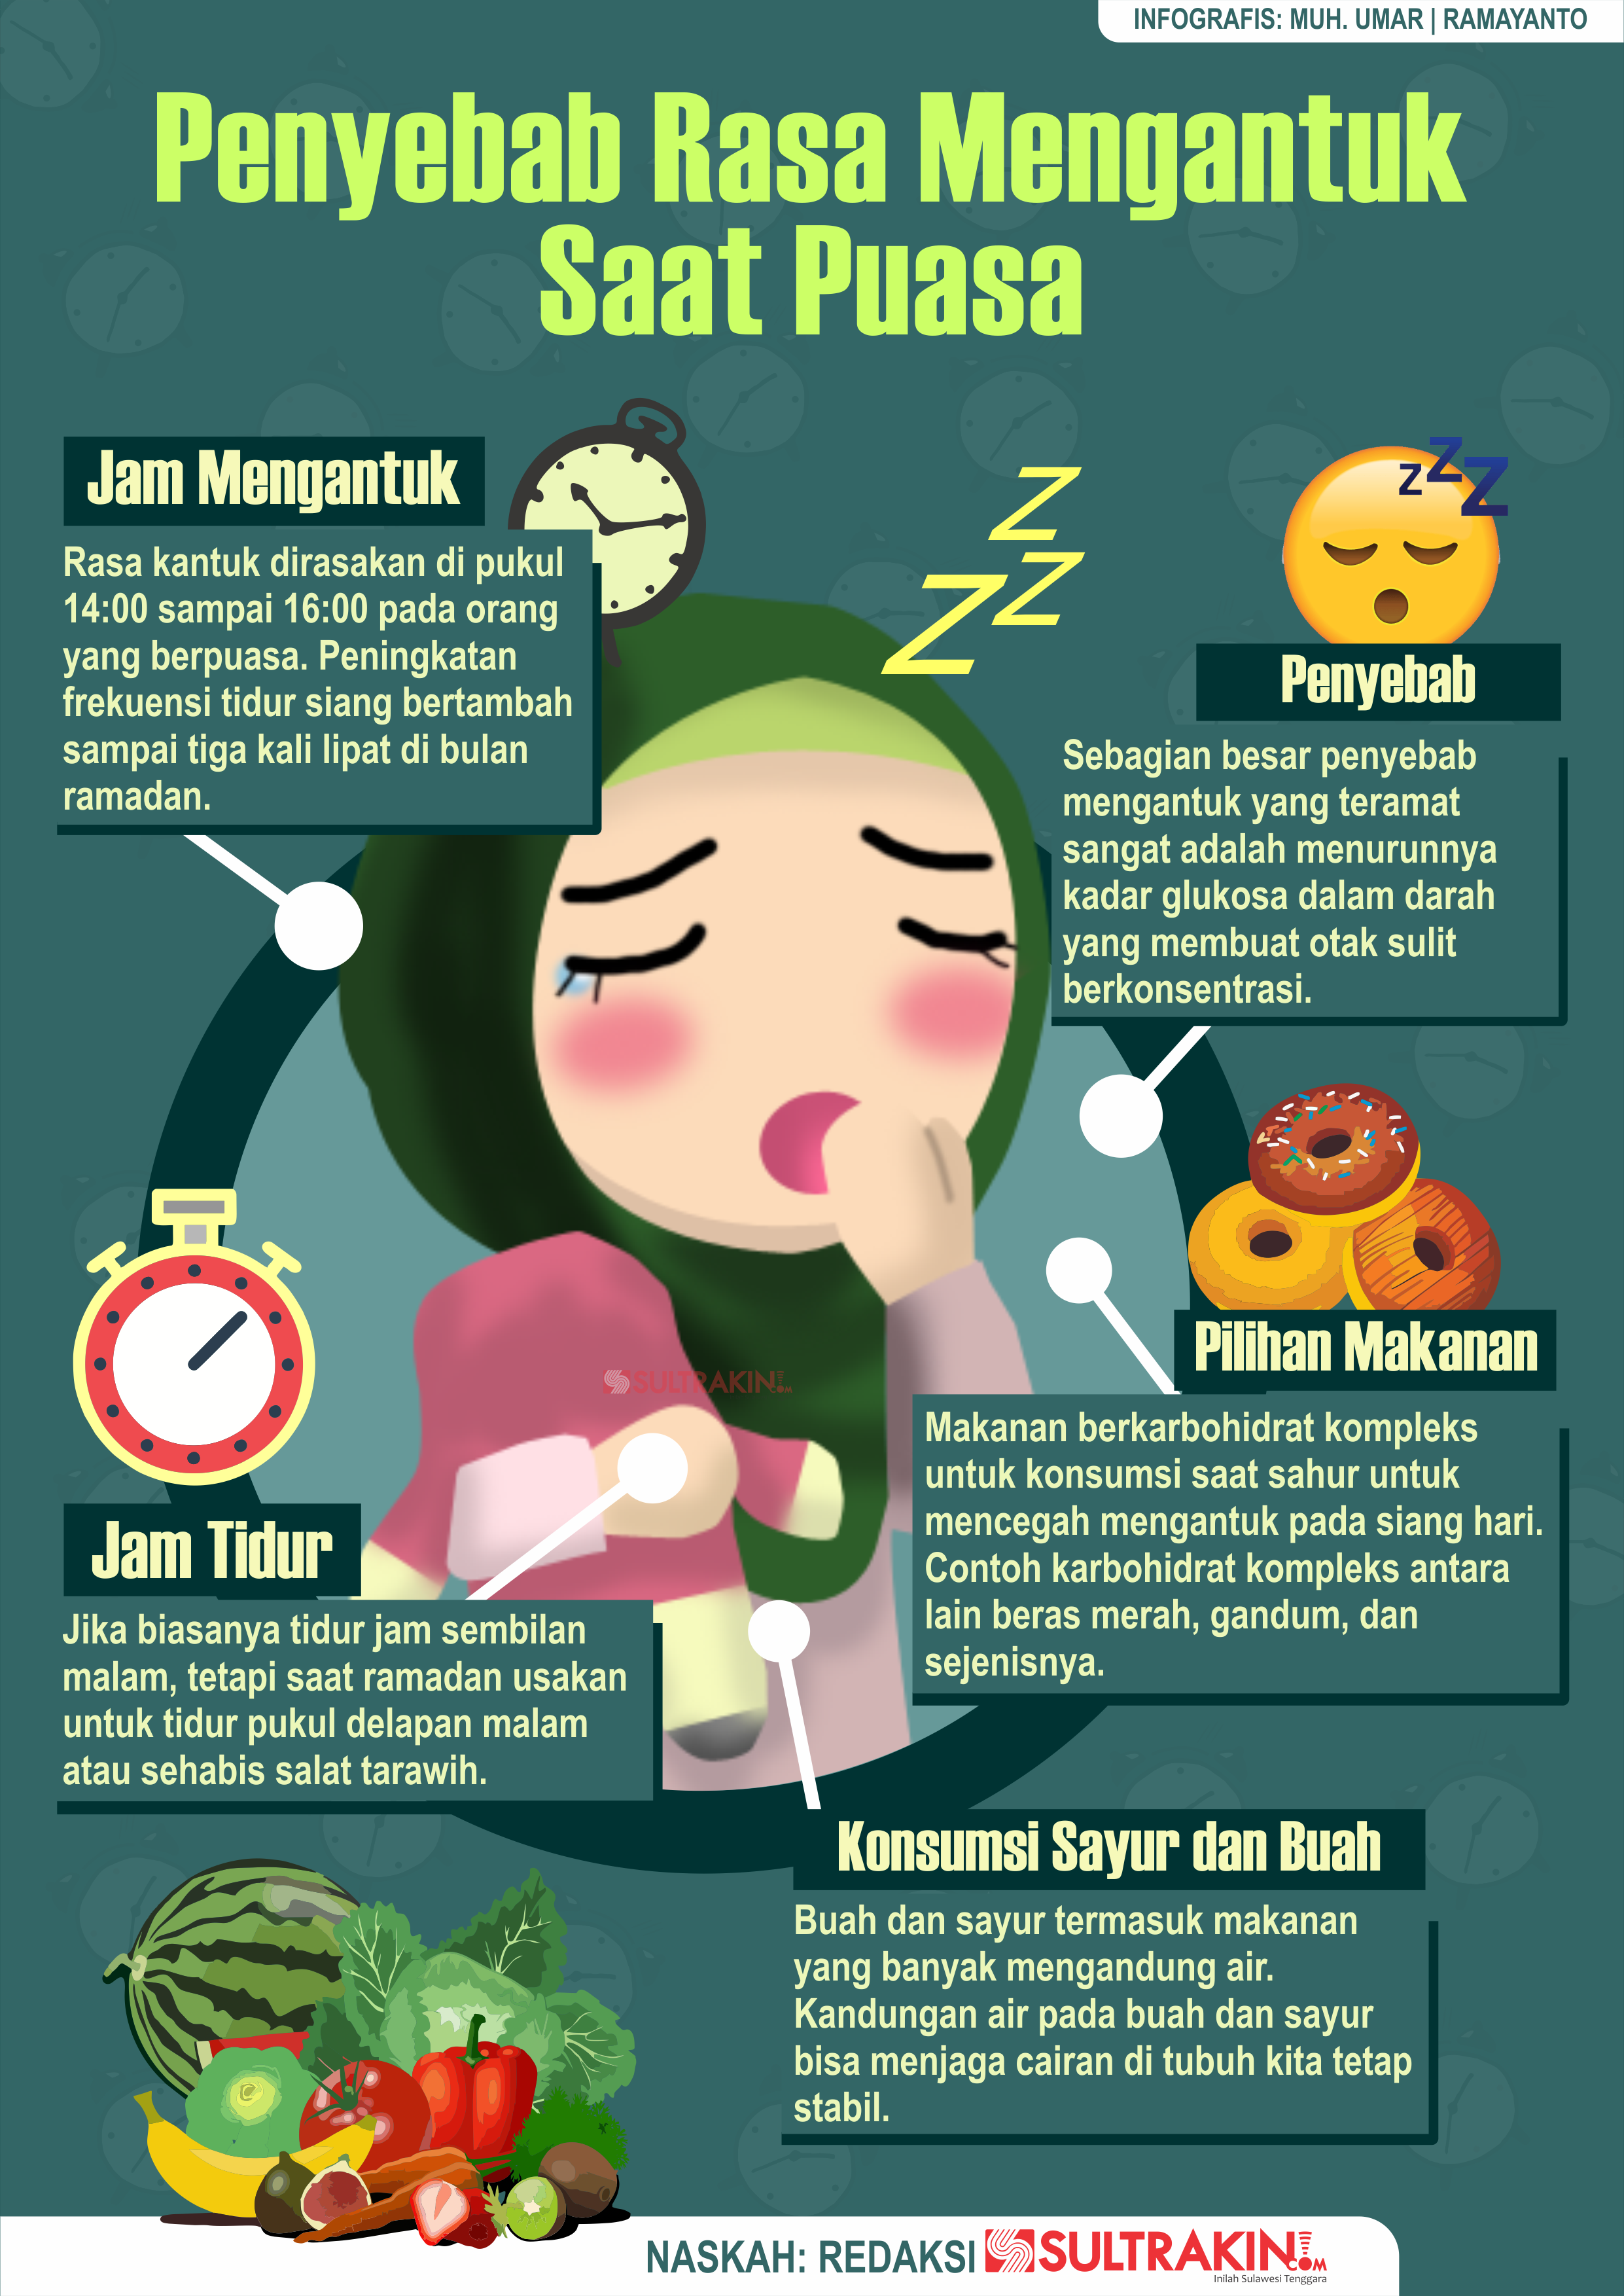 INFOGRAFIS: MUH. UMAR | RAMAYANTO
Penyebab Rasa Mengantuk
Saat Puasa
Jam Mengantuk
Rasa kantuk dirasakan di pukul
14:00 sampai 16:00 pada orang
yang berpuasa. Peningkatan
frekuensi tidur siang bertambah
sampai tiga kali lipat di bulan
ramadan.
Z
Z
Z
z
Z
Z
Penyebab
Sebagian besar penyebab
mengantuk yang teramat
sangat adalah menurunnya
kadar glukosa dalam darah
yang membuat otak sulit
berkonsentrasi.
Pilihan Makanan
Makanan berkarbohidrat kompleks
untuk konsumsi saat sahur untuk
mencegah mengantuk pada siang hari.
Contoh karbohidrat kompleks antara
lain beras merah, gandum, dan
sejenisnya.
SULTRAKIN!.COM
Jam Tidur
Jika biasanya tidur jam sembilan
malam, tetapi saat ramadan usakan
untuk tidur pukul delapan malam
atau sehabis salat tarawih.
Konsumsi Sayur dan Buah
Buah dan sayur termasuk makanan
yang banyak mengandung air.
Kandungan air pada buah dan sayur
bisa menjaga cairan di tubuh kita tetap
stabil.
NASKAH: REDAKSI SULTRAKIN!.COM
Inilah Sulawesi Tenggara